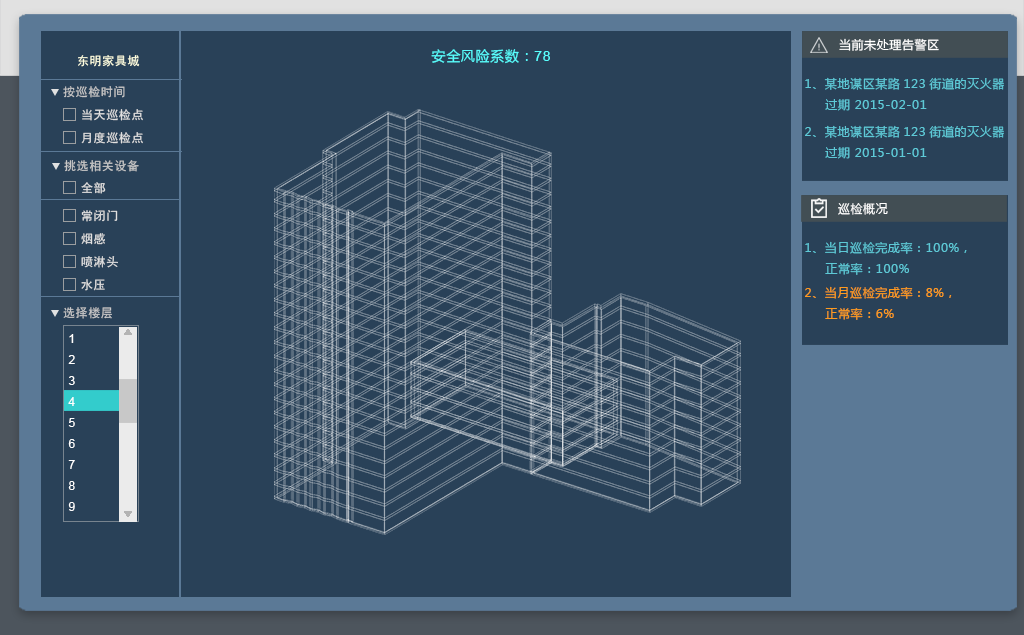 东明家具城
按巡检时间
当天巡检点
月度巡检点
挑选相关设备
全部
常闭门
烟感
喷淋头
水压
选择楼层
1
2
3
4
5
6
7
8
9
安全风险系数：78
当前未处理告警区
1、某地谋区某路 123 街道的灭火器
过期 2015-02-01
2、某地谋区某路 123 街道的灭火器
过期 2015-01-01
巡检概况
1、当日巡检完成率：100%，
正常率：100%
2、当月巡检完成率：8%，
正常率：6%